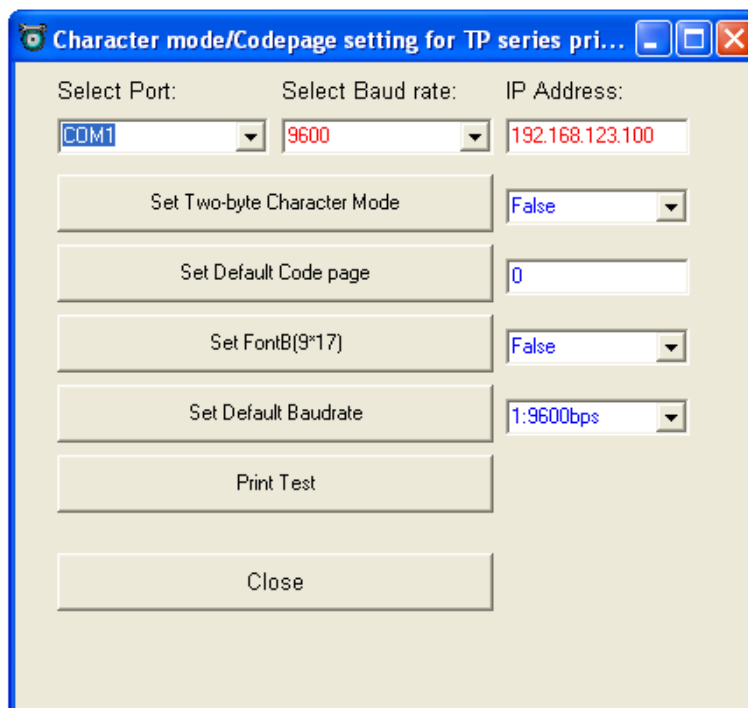 Character mode/Codepage setting for TP series pri...
Select Port: Select Baud rate: IP Address:
COM1 9600 192.168.123.100
Set Two-byte Character Mode False
Set Default Code page 0
Set FontB(9*17) False
Set Default Baudrate 1:9600bps
Print Test
Close